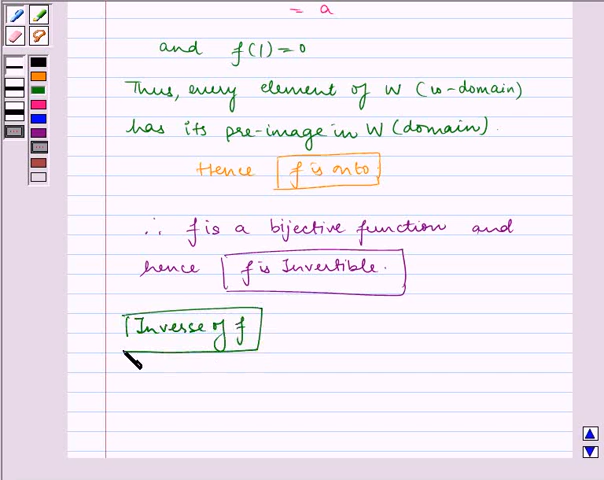 = a
and f(1)=0
Thus, every element of W (co-domain)
has its pre-image in W (domain).
Hence f is onto
∴ f is a bijective function and
hence f is Invertible.
Inverse of f